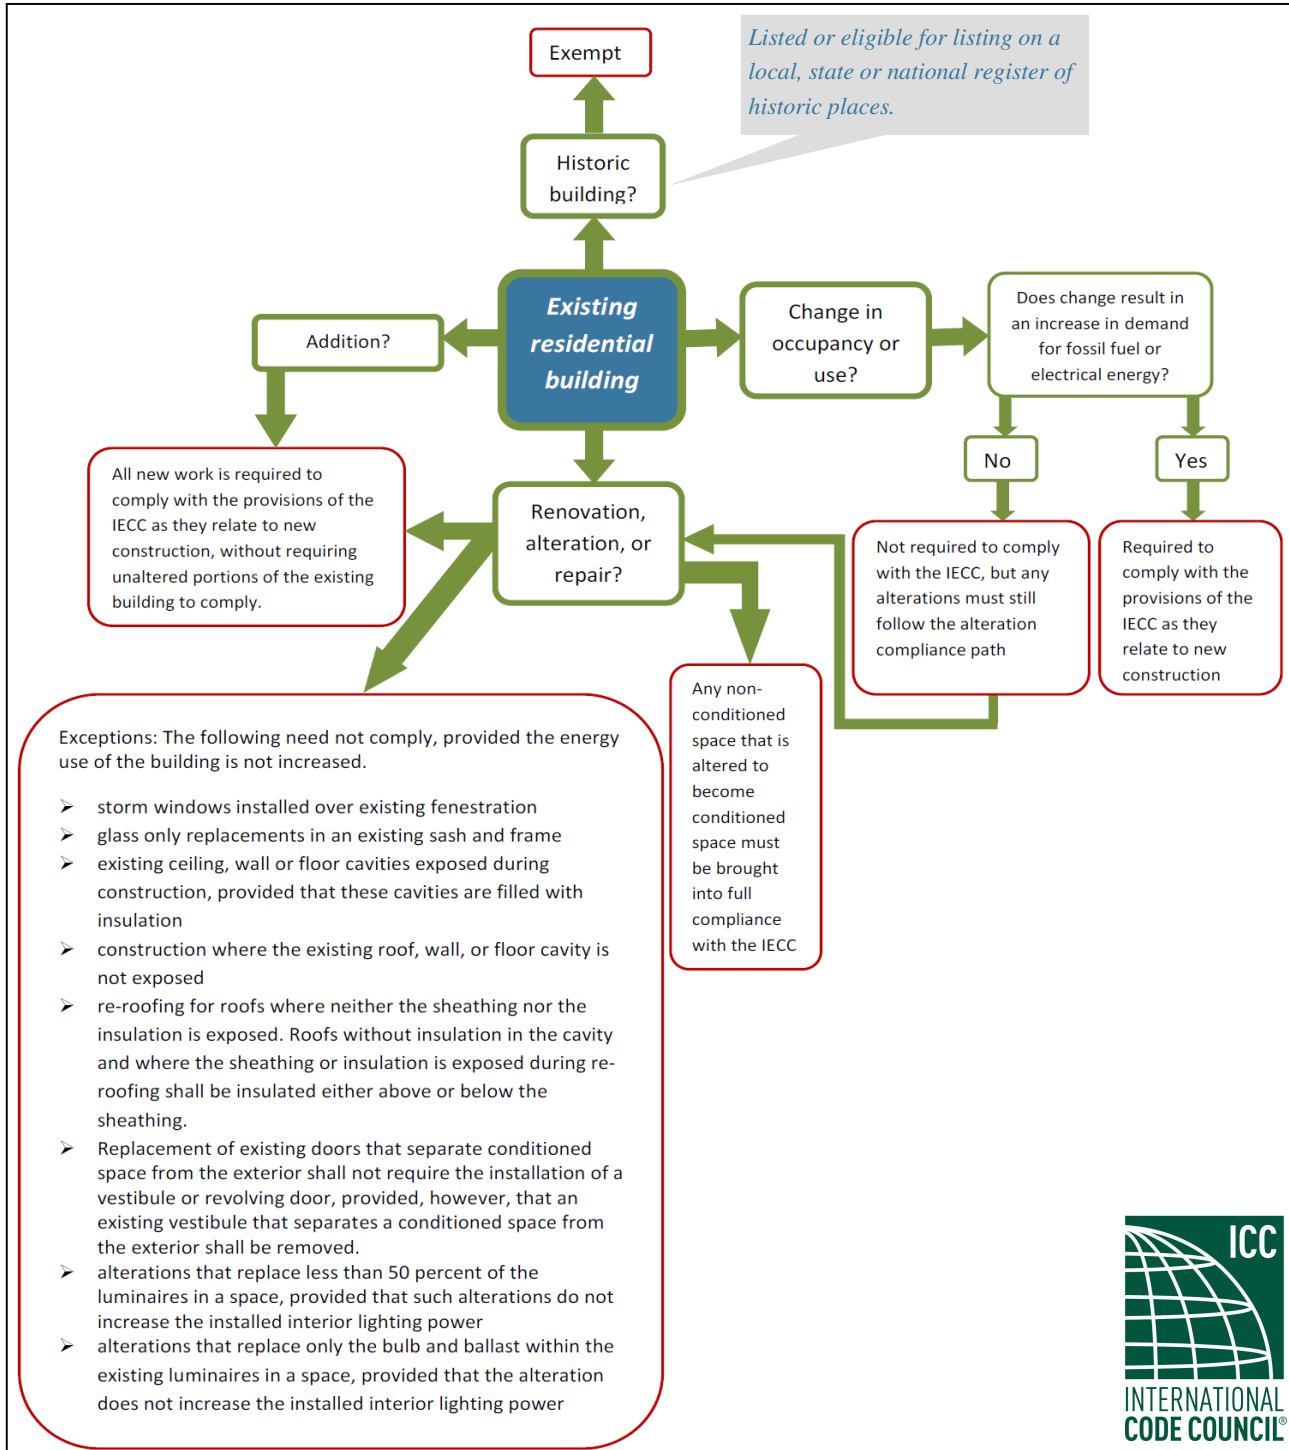 Exempt
Listed or eligible for listing on a
local, state or national register of
historic places.
Historic
building?
Existing
residential
building
Addition?
Change in
occupancy or
use?
Does change result in
an increase in demand
for fossil fuel or
electrical energy?
No
Yes
All new work is required to
comply with the provisions of the
IECC as they relate to new
construction, without requiring
unaltered portions of the existing
building to comply.
Renovation,
alteration, or
repair?
Not required to comply
with the IECC, but any
alterations must still
follow the alteration
compliance path
Required to
comply with the
provisions of the
IECC as they
relate to new
construction
Any non-
conditioned
space that is
altered to
become
conditioned
space must
be brought
into full
compliance
with the IECC
Exceptions: The following need not comply, provided the energy
use of the building is not increased.
➢ storm windows installed over existing fenestration
➢ glass only replacements in an existing sash and frame
➢ existing ceiling, wall or floor cavities exposed during
construction, provided that these cavities are filled with
insulation
➢ construction where the existing roof, wall, or floor cavity is
not exposed
➢ re-roofing for roofs where neither the sheathing nor the
insulation is exposed. Roofs without insulation in the cavity
and where the sheathing or insulation is exposed during re-
roofing shall be insulated either above or below the
sheathing.
➢ Replacement of existing doors that separate conditioned
space from the exterior shall not require the installation of a
vestibule or revolving door, provided, however, that an
existing vestibule that separates a conditioned space from
the exterior shall be removed.
➢ alterations that replace less than 50 percent of the
luminaires in a space, provided that such alterations do not
increase the installed interior lighting power
➢ alterations that replace only the bulb and ballast within the
existing luminaires in a space, provided that the alteration
does not increase the installed interior lighting power
ICC
INTERNATIONAL
CODE COUNCIL®